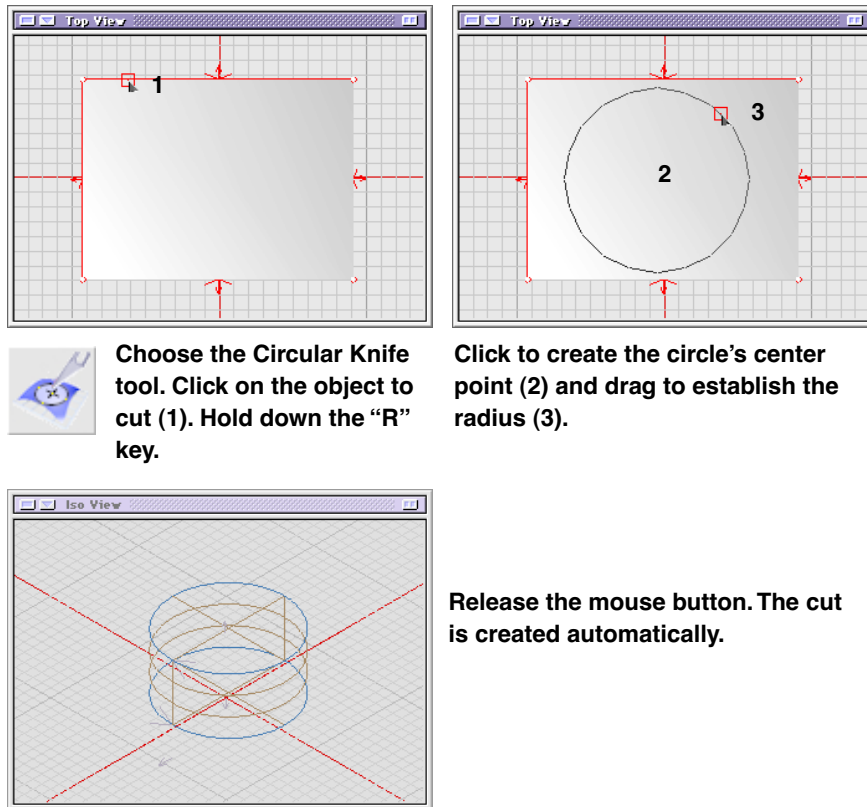 Top View
1
Top View
3
2
Choose the Circular Knife
tool. Click on the object to
cut (1). Hold down the “R”
key.
Click to create the circle’s center
point (2) and drag to establish the
radius (3).
Iso View
Release the mouse button. The cut
is created automatically.